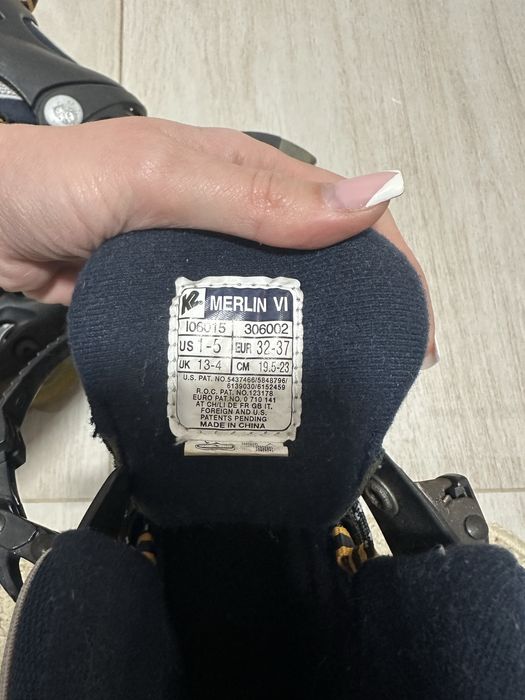 K2 MERLIN VI
I06015 306002
US 1-5 EUR 32-37
UK 13-4 CM 19.5-23
U.S. PAT. NO. 5437466/5848796/
6139030/6152459
R.O.C. PAT NO.123178
EURO PAT.NO. 0 710 141
AT CH/LI DE FR GB IT.
FOREIGN AND U.S.
PATENTS PENDING
MADE IN CHINA